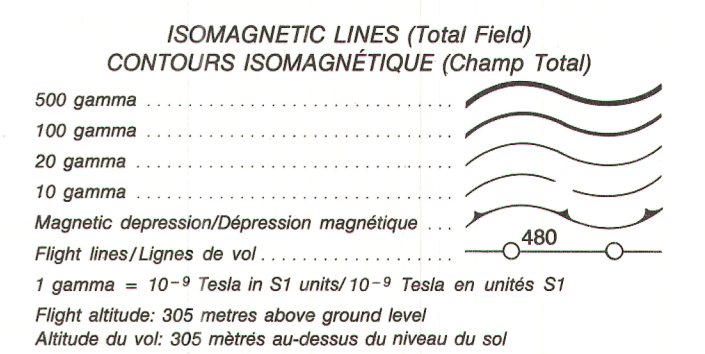 ISOMAGNETIC LINES (Total Field)
CONTOURS ISOMAGNÉTIQUE (Champ Total)
500 gamma ................................
100 gamma ................................
20 gamma .................................
10 gamma .................................
Magnetic depression/Dépression magnétique ...
Flight lines/Lignes de vol ....................
480
1 gamma = 10⁻⁹ Tesla in S1 units/10⁻⁹ Tesla en unités S1
Flight altitude: 305 metres above ground level
Altitude du vol: 305 mètrés au-dessus du niveau du sol